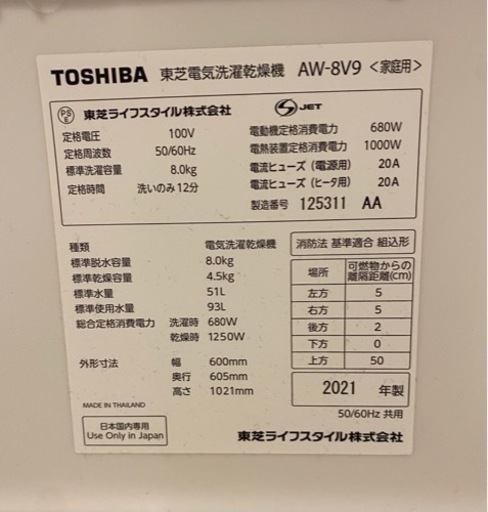 TOSHIBA 東芝電気洗濯乾燥機 AW-8V9 <家庭用>
PSE 東芝ライフスタイル株式会社
定格電圧 100V
定格周波数 50/60Hz
標準洗濯容量 8.0kg
定格時間 洗いのみ12分
S JET
電動機定格消費電力 680W
電熱装置定格消費電力 1000W
電流ヒューズ (電源用) 20A
電流ヒューズ (ヒータ用) 20A
製造番号 125311 AA
種類 電気洗濯乾燥機
標準脱水容量 8.0kg
標準乾燥容量 4.5kg
標準水量 51L
標準使用水量 93L
総合定格消費電力 洗濯時 680W
乾燥時 1250W
外形寸法 幅 600mm
奥行 605mm
高さ 1021mm
MADE IN THAILAND
日本国内専用
Use Only in Japan
消防法 基準適合 組込形
場所 可燃物からの離隔距離(cm)
左方 5
右方 5
後方 2
下方 0
上方 50
2021 年製
50/60Hz 共用
東芝ライフスタイル株式会社